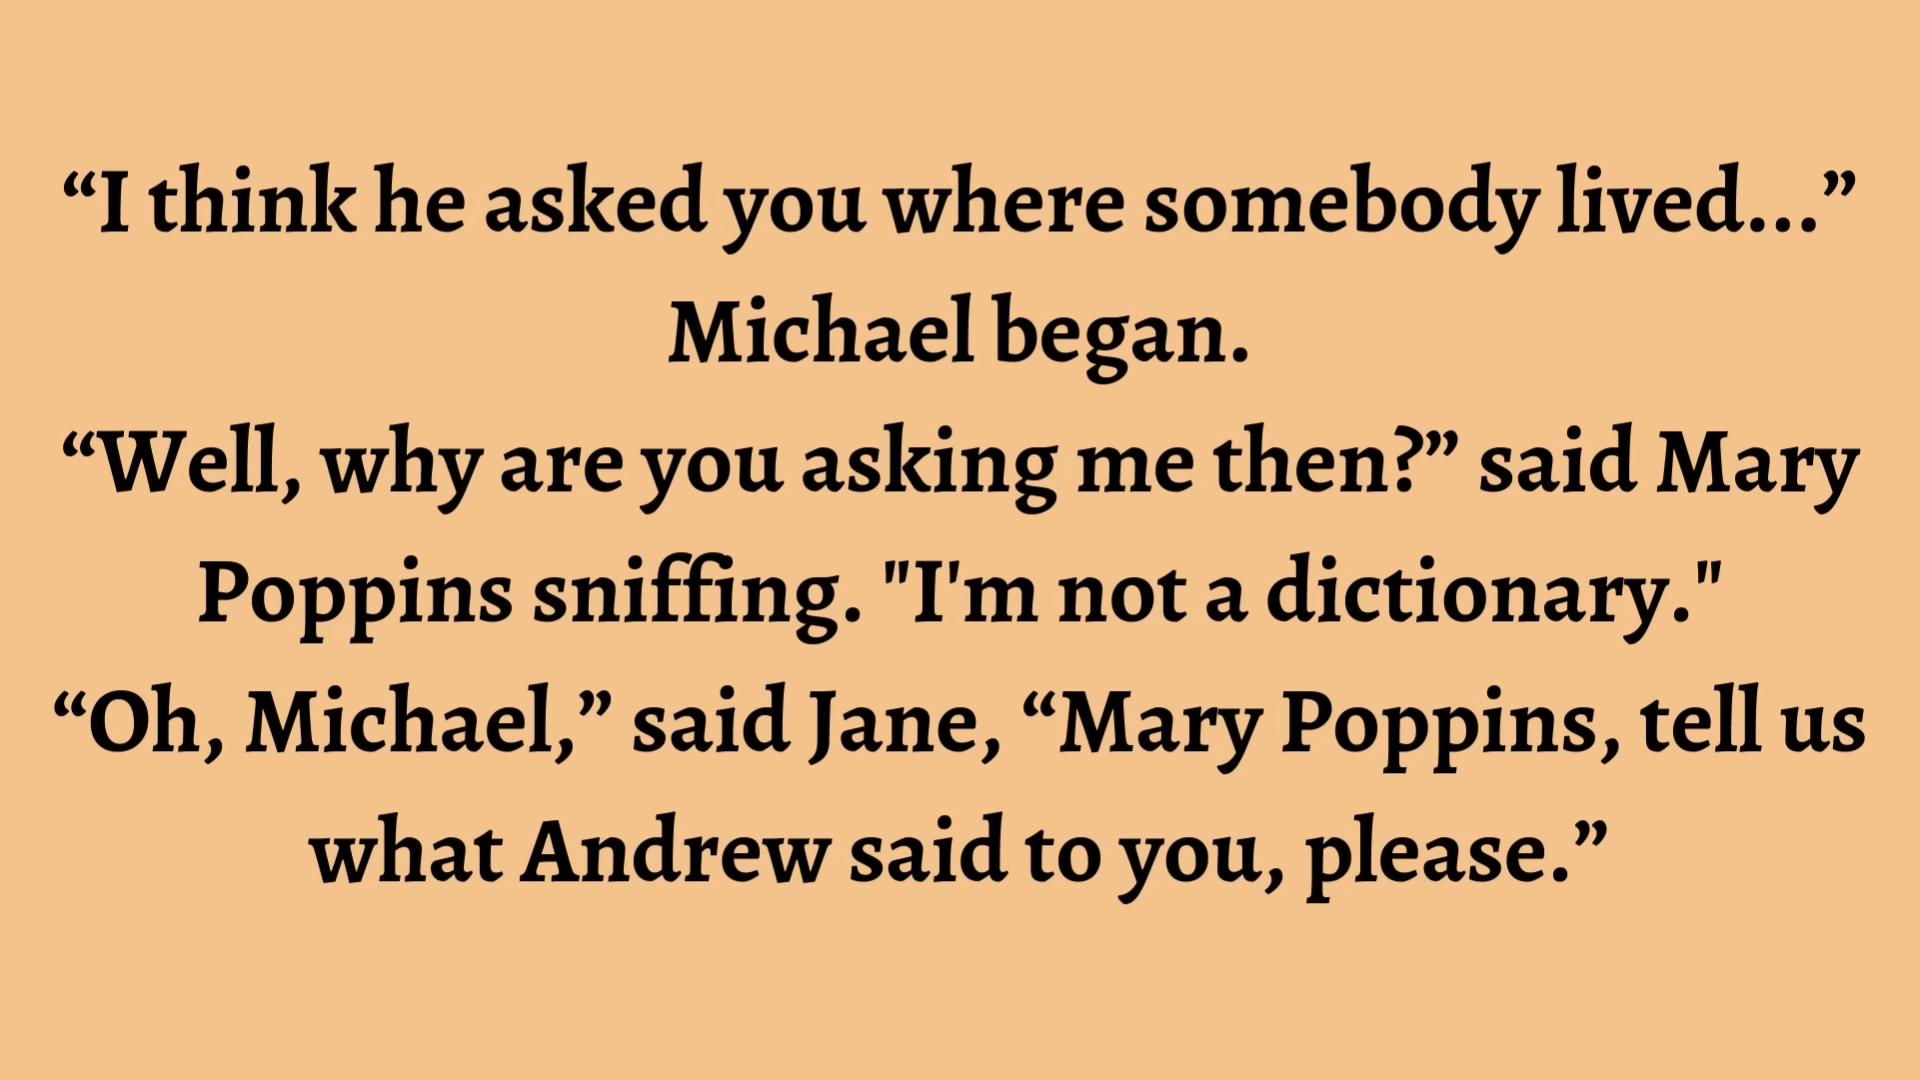 “I think he asked you where somebody lived...”
Michael began.
“Well, why are you asking me then?” said Mary
Poppins sniffing. "I'm not a dictionary."
“Oh, Michael,” said Jane, “Mary Poppins, tell us
what Andrew said to you, please.”